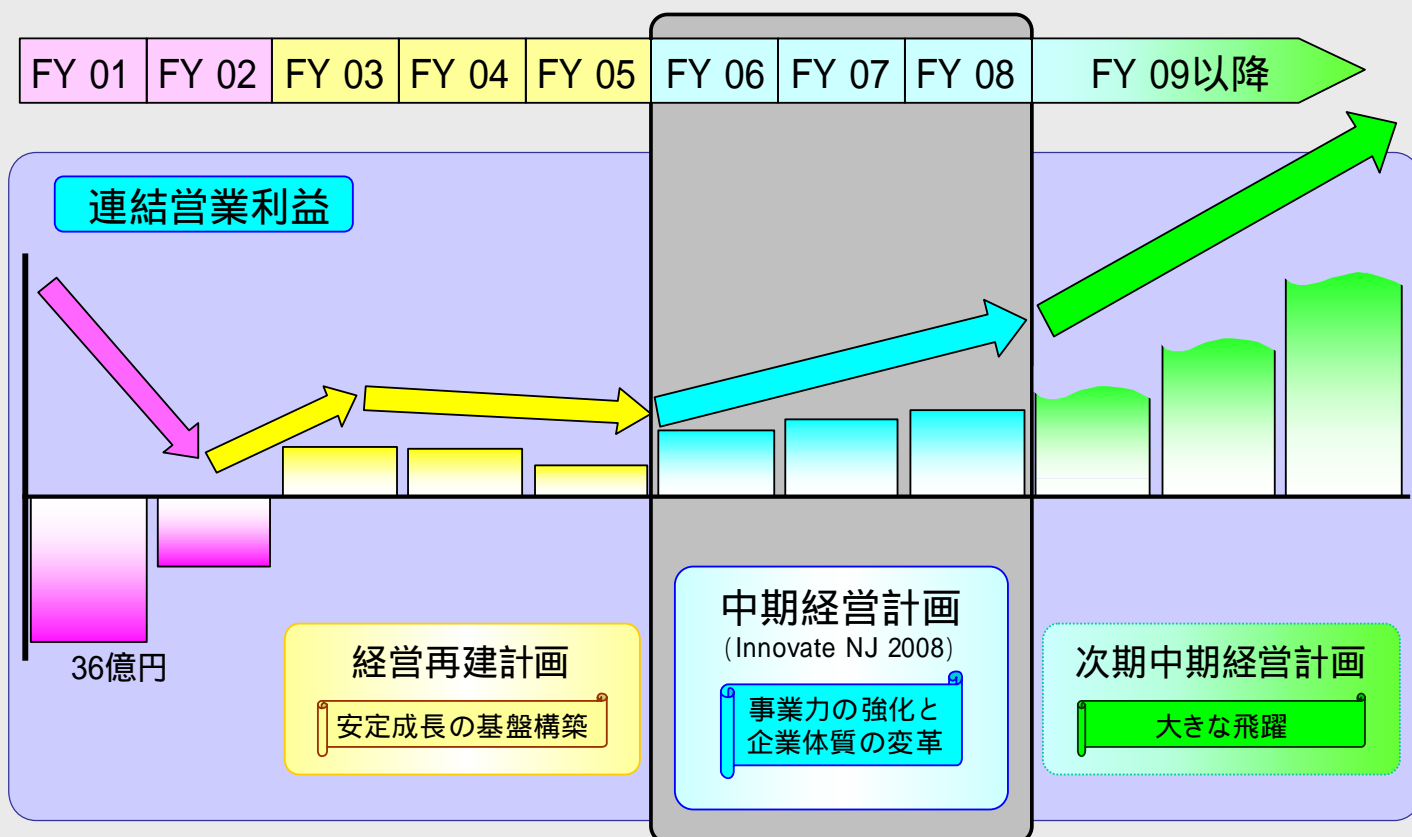 FY 01
FY 02
FY 03
FY 04
FY 05
FY 06
FY 07
FY 08
FY 09以降
連結営業利益
36億円
経営再建計画
安定成長の基盤構築
中期経営計画
(Innovate NJ 2008)
事業力の強化と
企業体質の変革
次期中期経営計画
大きな飛躍